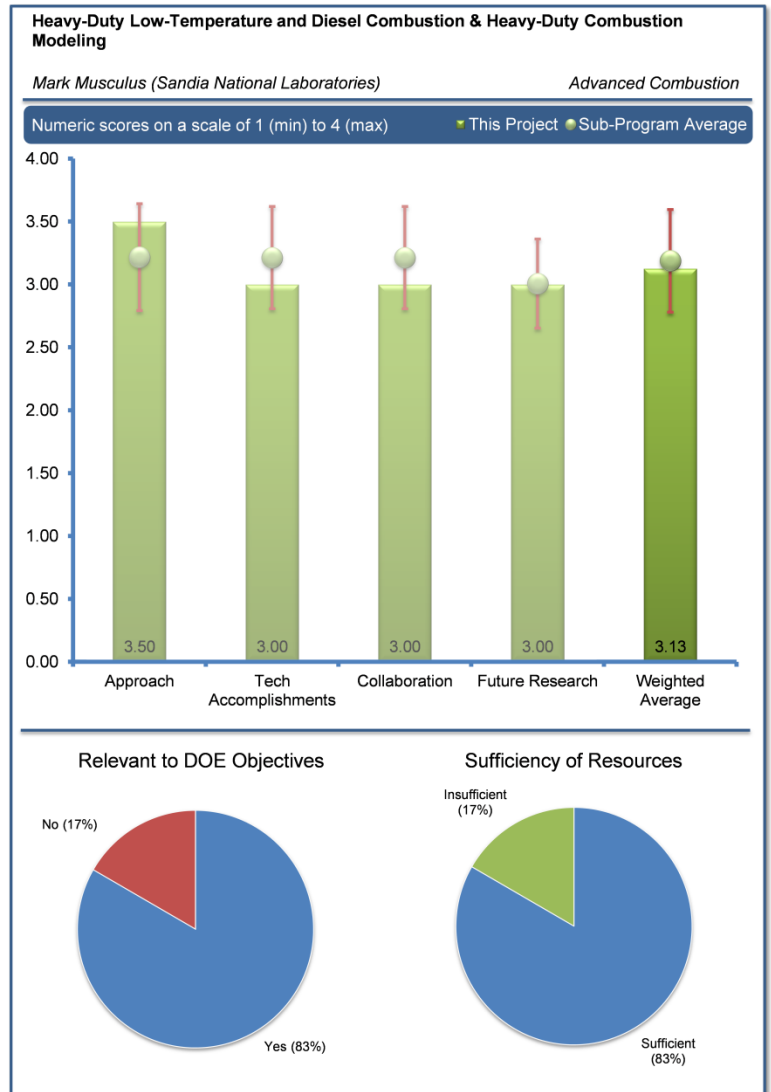 Heavy-Duty Low-Temperature and Diesel Combustion & Heavy-Duty Combustion
Modeling
Mark Musculus (Sandia National Laboratories) Advanced Combustion
Numeric scores on a scale of 1 (min) to 4 (max) This Project Sub-Program Average
4.00
3.50
3.00
2.50
2.00
1.50
1.00
0.50
0.00
3.50 3.00 3.00 3.00 3.13
Approach Tech Collaboration Future Research Weighted
Accomplishments Average
Relevant to DOE Objectives Sufficiency of Resources
No (17%)
Yes (83%)
Insufficient
(17%)
Sufficient
(83%)